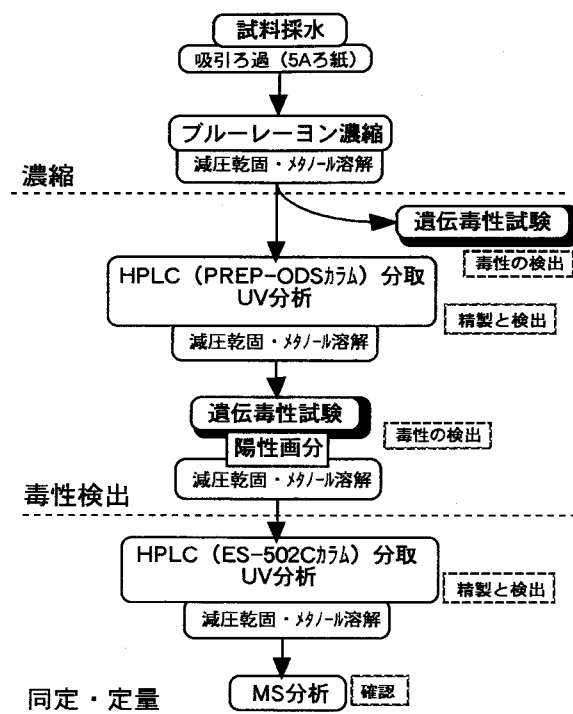 試料採水
吸引ろ過（5Aろ紙）
ブルーレーヨン濃縮
減圧乾固・メタノール溶解
濃縮
遺伝毒性試験
毒性の検出
HPLC（PREP-ODSｶﾗﾑ）分取
UV分析
精製と検出
減圧乾固・メタノール溶解
遺伝毒性試験
陽性画分
毒性の検出
減圧乾固・メタノール溶解
毒性検出
HPLC（ES-502Cｶﾗﾑ）分取
UV分析
精製と検出
減圧乾固・メタノール溶解
MS分析
確認
同定・定量